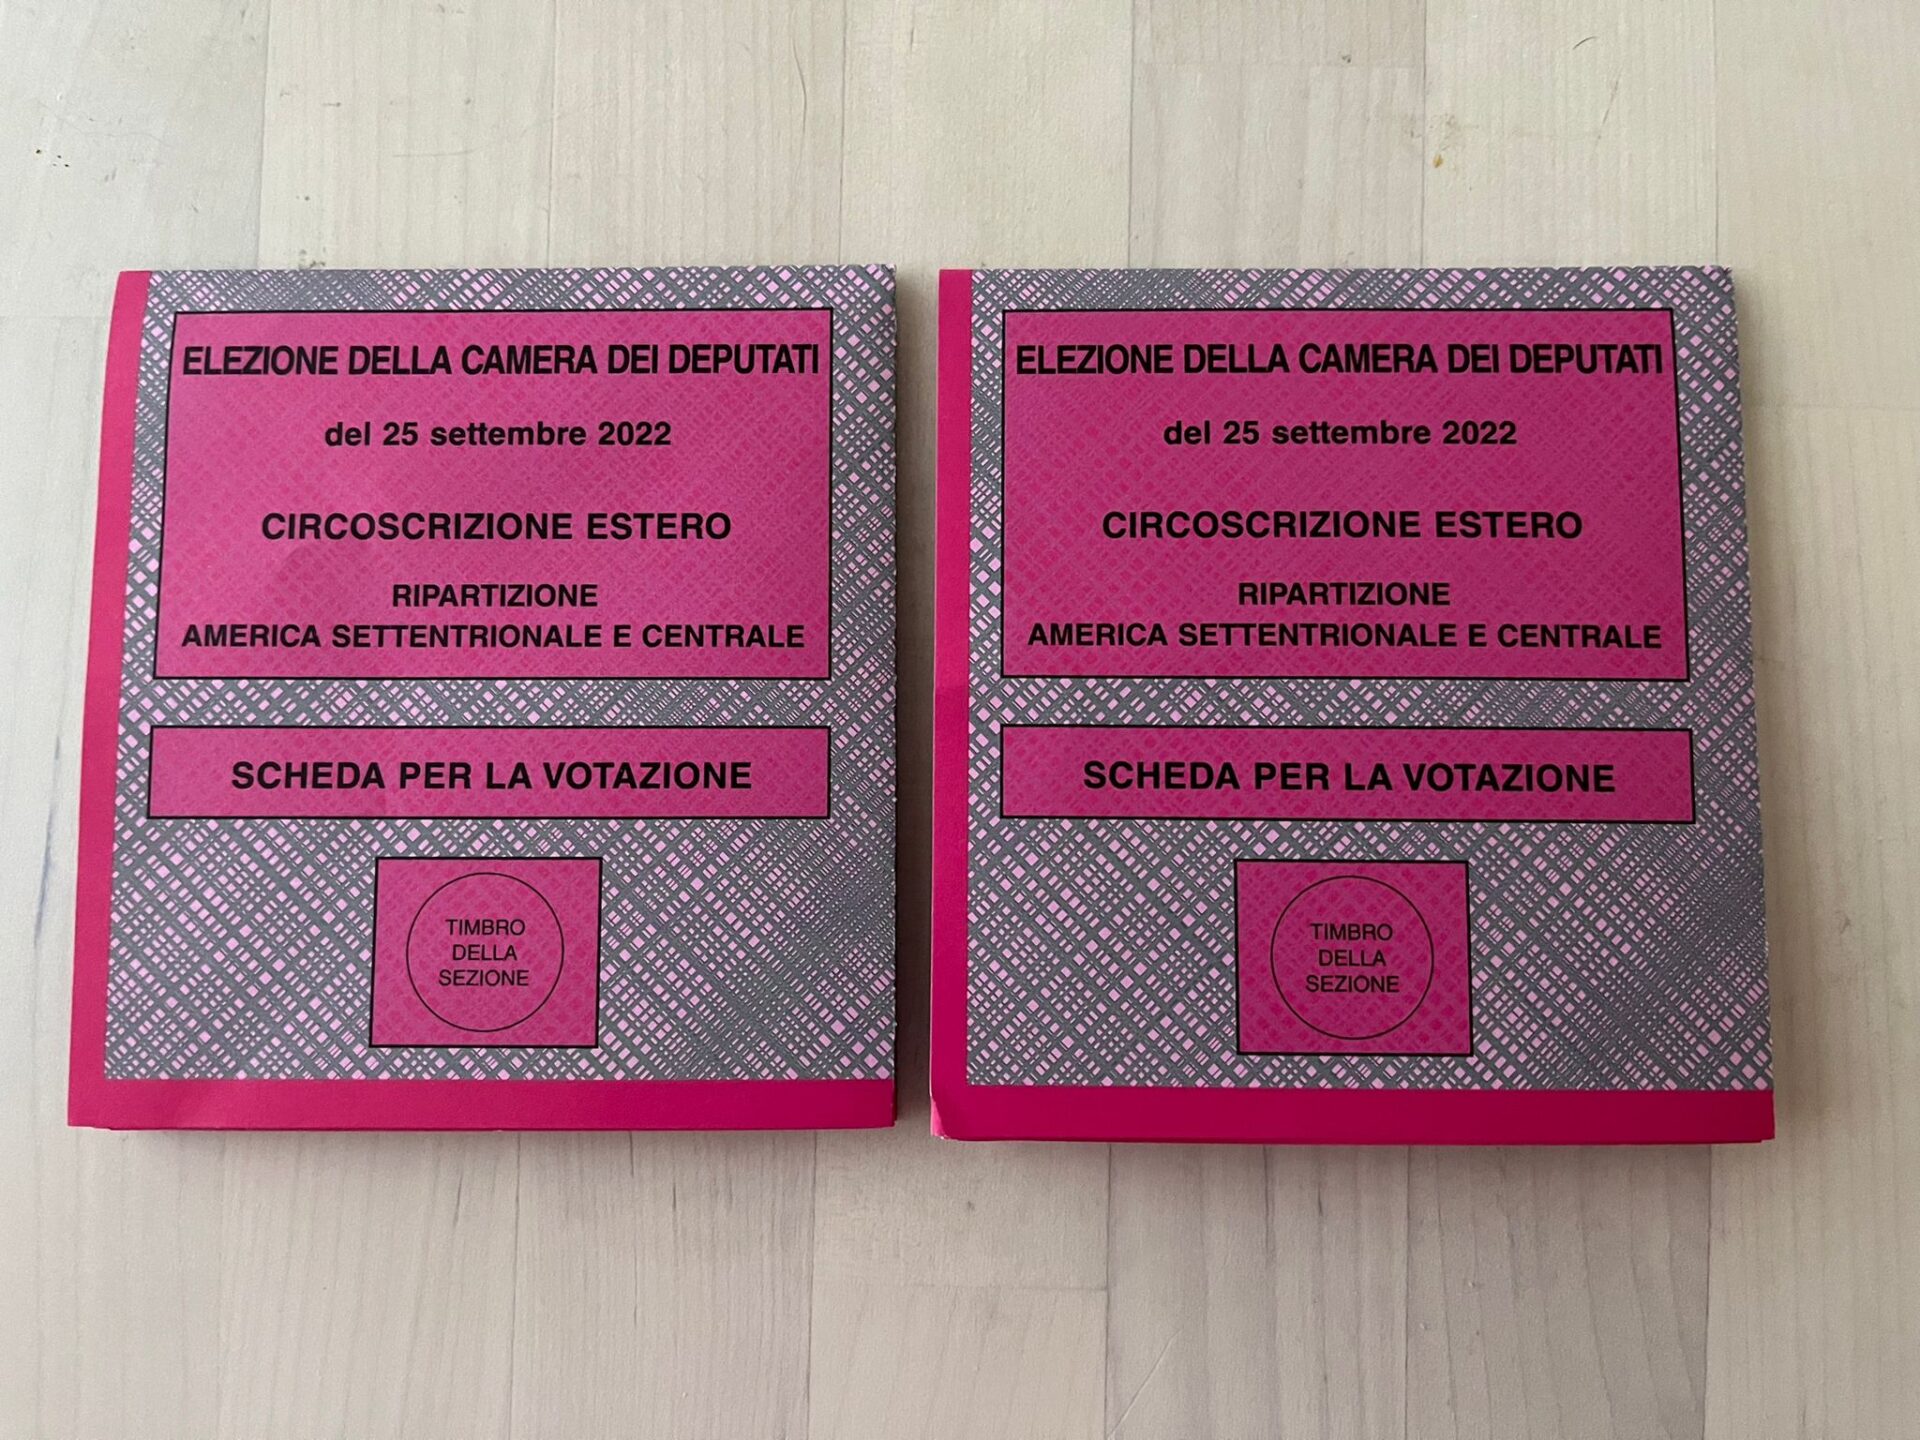 ELEZIONE DELLA CAMERA DEI DEPUTATI
del 25 settembre 2022
CIRCOSCRIZIONE ESTERO
RIPARTIZIONE
AMERICA SETTENTRIONALE E CENTRALE
SCHEDA PER LA VOTAZIONE
TIMBRO
DELLA
SEZIONE
ELEZIONE DELLA CAMERA DEI DEPUTATI
del 25 settembre 2022
CIRCOSCRIZIONE ESTERO
RIPARTIZIONE
AMERICA SETTENTRIONALE E CENTRALE
SCHEDA PER LA VOTAZIONE
TIMBRO
DELLA
SEZIONE